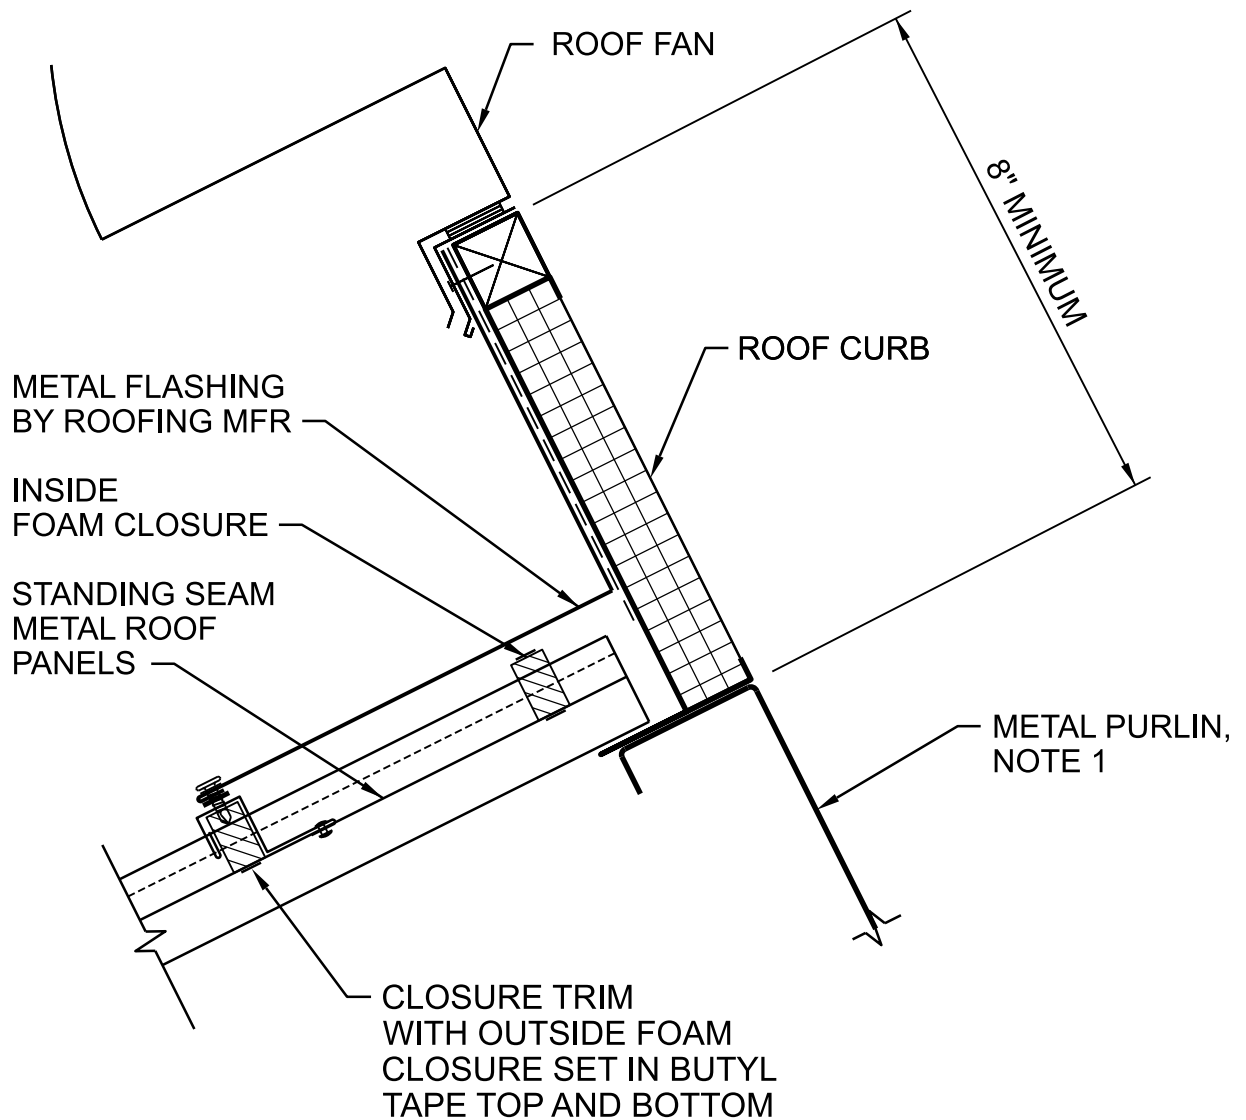 ROOF FAN
8" MINIMUM
ROOF CURB
METAL FLASHING
BY ROOFING MFR
INSIDE
FOAM CLOSURE
STANDING SEAM
METAL ROOF
PANELS
METAL PURLIN,
NOTE 1
CLOSURE TRIM
WITH OUTSIDE FOAM
CLOSURE SET IN BUTYL
TAPE TOP AND BOTTOM